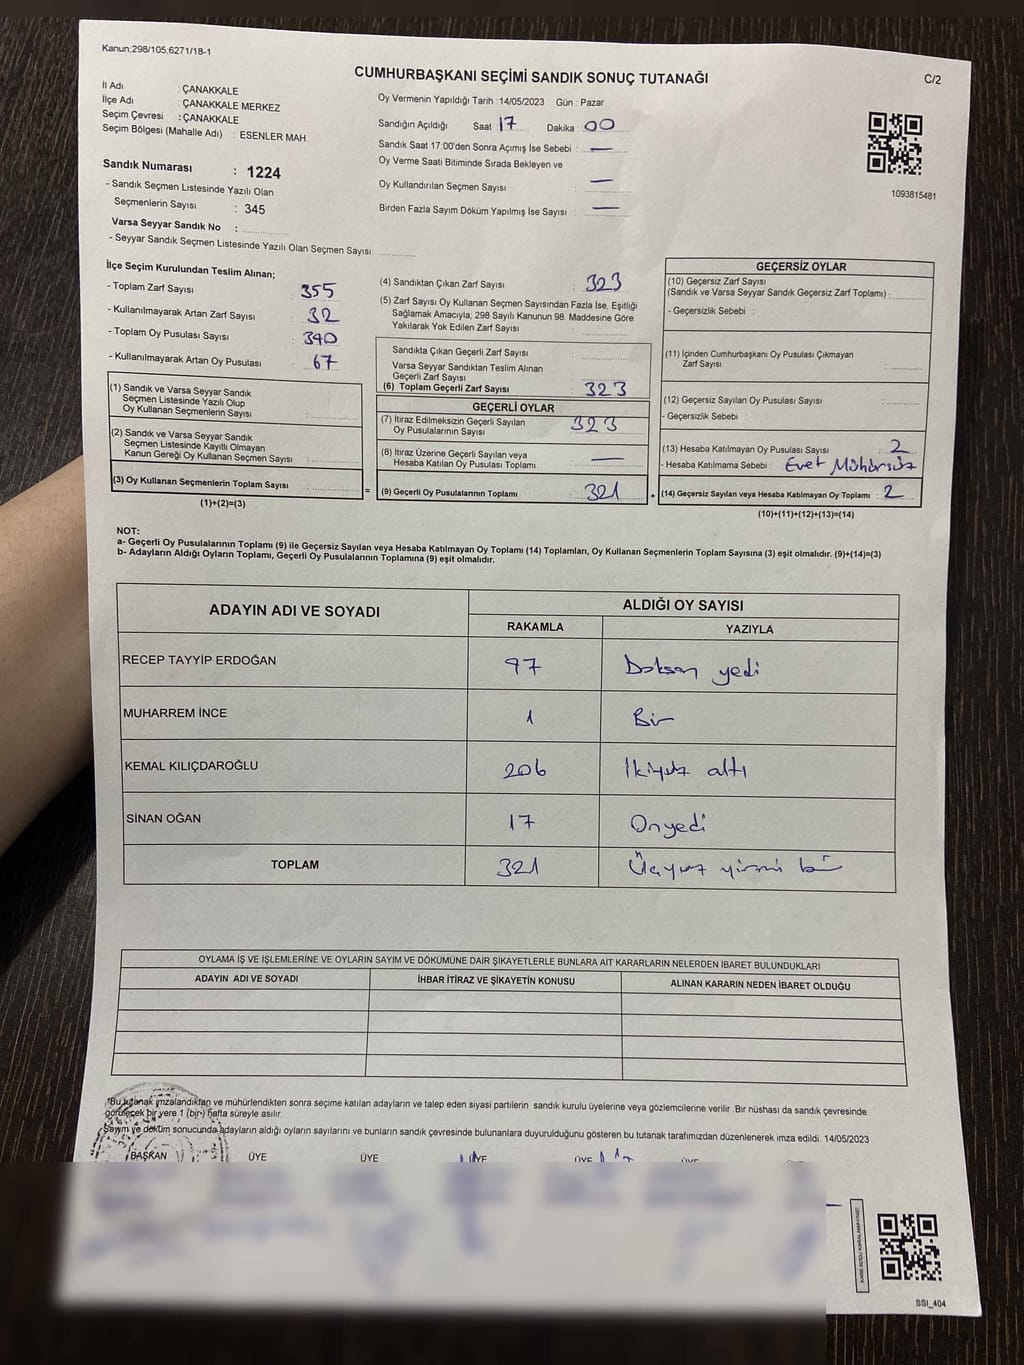 Kanun;298/105;6271/18-1
CUMHURBAŞKANI SEÇİMİ SANDIK SONUÇ TUTANAĞI
C/2
İl Adı : ÇANAKKALE
İlçe Adı : ÇANAKKALE MERKEZ
Seçim Çevresi : ÇANAKKALE
Seçim Bölgesi (Mahalle Adı) : ESENLER MAH.
Oy Vermenin Yapıldığı Tarih : 14/05/2023 Gün : Pazar
Sandığın Açıldığı Saat 17 Dakika : 00
Sandık Saat 17:00'den Sonra Açımış İse Sebebi : —
Oy Verme Saati Bitiminde Sırada Bekleyen ve
Oy Kullandırılan Seçmen Sayısı : —
Birden Fazla Sayım Döküm Yapılmış İse Sayısı : —
1093815481
Sandık Numarası : 1224
- Sandık Seçmen Listesinde Yazılı Olan
Seçmenlerin Sayısı : 345
Varsa Seyyar Sandık No :
- Seyyar Sandık Seçmen Listesinde Yazılı Olan Seçmen Sayısı:
İlçe Seçim Kurulundan Teslim Alınan;
- Toplam Zarf Sayısı : 355
- Kullanılmayarak Artan Zarf Sayısı : 32
- Toplam Oy Pusulası Sayısı : 390
- Kullanılmayarak Artan Oy Pusulası : 67
(1) Sandık ve Varsa Seyyar Sandık
Seçmen Listesinde Yazılı Olup
Oy Kullanan Seçmenlerin Sayısı :
(2) Sandık ve Varsa Seyyar Sandık
Seçmen Listesinde Kayıtlı Olmayan
Kanun Gereği Oy Kullanan Seçmen Sayısı :
(3) Oy Kullanan Seçmenlerin Toplam Sayısı :
(1)+(2)=(3)
(4) Sandıktan Çıkan Zarf Sayısı : 323
(5) Zarf Sayısı Oy Kullanan Seçmen Sayısından Fazla İse, Eşitliği
Sağlamak Amacıyla; 298 Sayılı Kanunun 98. Maddesine Göre
Yakılarak Yok Edilen Zarf Sayısı :
Sandıkta Çıkan Geçerli Zarf Sayısı :
Varsa Seyyar Sandıktan Teslim Alınan
Geçerli Zarf Sayısı :
(6) Toplam Geçerli Zarf Sayısı : 323
GEÇERLİ OYLAR
(7) İtiraz Edilmeksizin Geçerli Sayılan
Oy Pusulalarının Sayısı : 323
(8) İtiraz Üzerine Geçerli Sayılan veya
Hesaba Katılan Oy Pusulası Toplamı : —
= (9) Geçerli Oy Pusulalarının Toplamı : 321 +
GEÇERSİZ OYLAR
(10) Geçersiz Zarf Sayısı
(Sandık ve Varsa Seyyar Sandık Geçersiz Zarf Toplamı) :
- Geçersizlik Sebebi :
(11) İçinden Cumhurbaşkanı Oy Pusulası Çıkmayan
Zarf Sayısı :
(12) Geçersiz Sayılan Oy Pusulası Sayısı :
- Geçersizlik Sebebi :
(13) Hesaba Katılmayan Oy Pusulası Sayısı : 2
- Hesaba Katılmama Sebebi : Evet Mühürsüz
(14) Geçersiz Sayılan veya Hesaba Katılmayan Oy Toplamı : 2
(10)+(11)+(12)+(13)=(14)
NOT:
a- Geçerli Oy Pusulalarının Toplamı (9) ile Geçersiz Sayılan veya Hesaba Katılmayan Oy Toplamı (14) Toplamları, Oy Kullanan Seçmenlerin Toplam Sayısına (3) eşit olmalıdır. (9)+(14)=(3)
b- Adayların Aldığı Oyların Toplamı, Geçerli Oy Pusulalarının Toplamına (9) eşit olmalıdır.
ADAYIN ADI VE SOYADI
ALDIĞI OY SAYISI
RAKAMLA YAZIYLA
RECEP TAYYİP ERDOĞAN 97 Doksan yedi
MUHARREM İNCE 1 Bir
KEMAL KILIÇDAROĞLU 206 İkiyüz altı
SİNAN OĞAN 17 Onyedi
TOPLAM 321 Üçyüz yirmi bir
OYLAMA İŞ VE İŞLEMLERİNE VE OYLARIN SAYIM VE DÖKÜMÜNE DAİR ŞİKAYETLERLE BUNLARA AİT KARARLARIN NELERDEN İBARET BULUNDUKLARI
ADAYIN ADI VE SOYADI İHBAR İTİRAZ VE ŞİKAYETİN KONUSU ALINAN KARARIN NEDEN İBARET OLDUĞU
*Bu tutanak imzalandıktan ve mühürlendikten sonra seçime katılan adayların ve talep eden siyasi partilerin sandık kurulu üyelerine veya gözlemcilerine verilir. Bir nüshası da sandık çevresinde
görülecek bir yere 1 (bir) hafta süreyle asılır.
Sayım ve döküm sonucunda adayların aldığı oyların sayılarını ve bunların sandık çevresinde bulunanlara duyurulduğunu gösteren bu tutanak tarafımızdan düzenlenerek imza edildi. 14/05/2023
BAŞKAN ÜYE ÜYE ÜYE ÜYE
SSI_404